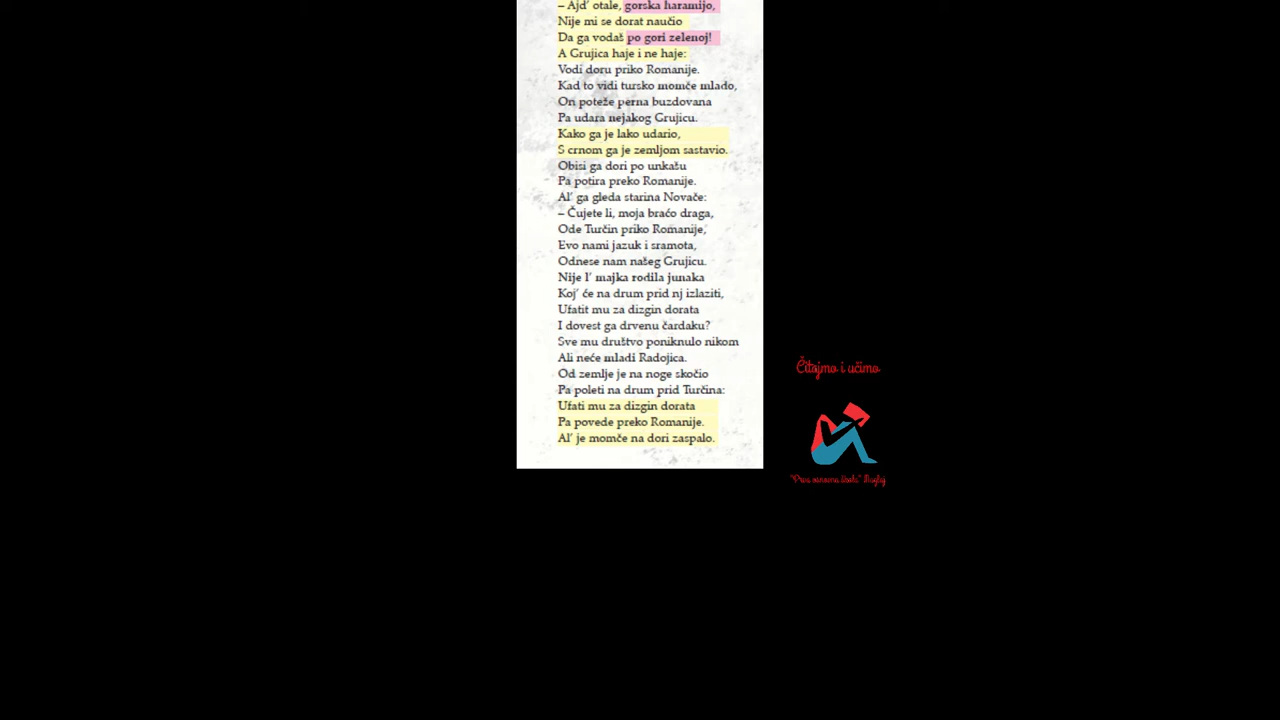 – Ajd’ otale, gorska haramijo,
Nije mi se dorat naučio
Da ga vodaš po gori zelenoj!
A Grujica haje i ne haje:
Vodi doru priko Romanije.
Kad to vidi tursko momče mlado,
On poteže perna buzdovana
Pa udara nejakog Grujicu.
Kako ga je lako udario,
S crnom ga je zemljom sastavio.
Obisi ga dori po unkašu
Pa potira preko Romanije.
Al’ ga gleda starina Novače:
– Čujete li, moja braćo draga,
Ode Turčin priko Romanije,
Evo nami jazuk i sramota,
Odnese nam našeg Grujicu.
Nije l’ majka rodila junaka
Koj’ će na drum prid nj izlaziti,
Ufatit mu za dizgin dorata
I dovest ga drvenu čardaku?
Sve mu društvo poniknulo nikom
Ali neće mladi Radojica.
Od zemlje je na noge skočio
Pa poleti na drum prid Turčina:
Ufati mu za dizgin dorata
Pa povede preko Romanije.
Al’ je momče na dori zaspalo.
Čitajmo i učimo
"Prva osnovna škola"